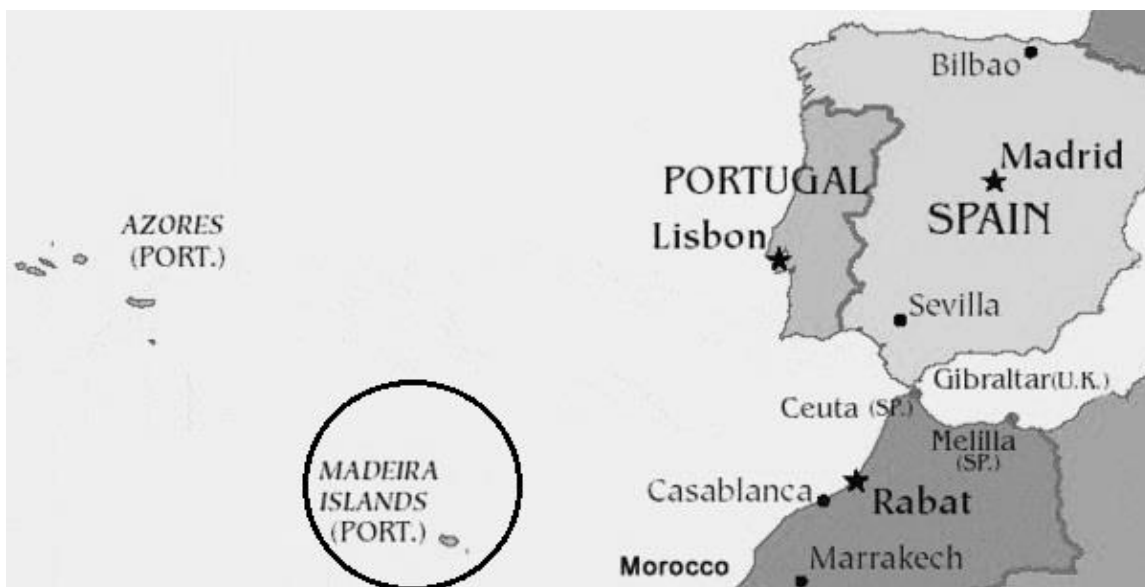 Bilbao
Madrid
PORTUGAL
SPAIN
AZORES
(PORT.)
Lisbon
Sevilla
Gibraltar(U.K.)
Ceuta (SP.)
Melilla
(SP.)
MADEIRA
ISLANDS
(PORT.)
Casablanca
Rabat
Morocco
Marrakech